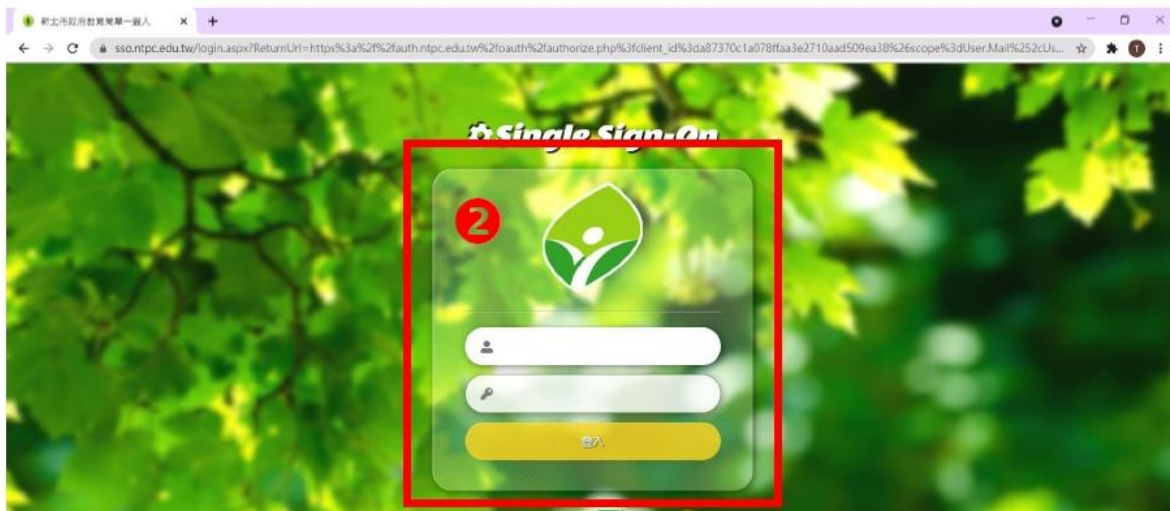 新北市政府教育局單一簽入
sso.ntpc.edu.tw/login.aspx?ReturnUrl=https%3a%2f%2fauth.ntpc.edu.tw%2foauth%2fauthorize.php%3fclient_id%3da87370c1a078ffaa3e2710aad509ea38%26scope%3dUser.Mail%252cUs...
T
Single Sign-On
2
登入